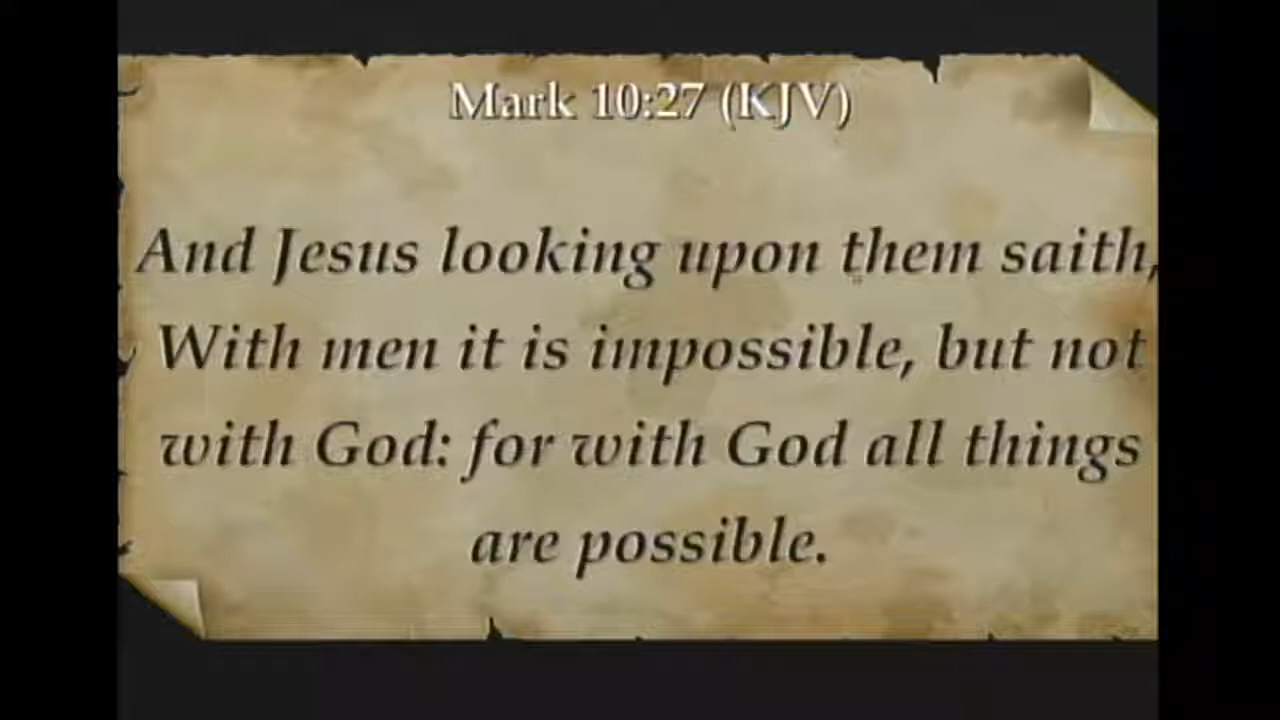 Mark 10:27 (KJV)
And Jesus looking upon them saith,
With men it is impossible, but not
with God: for with God all things
are possible.